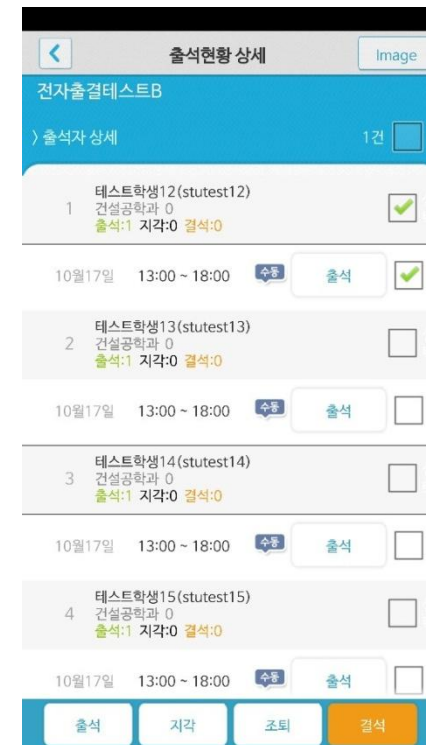 출석현황 상세
Image
전자출결테스트B
〉출석자 상세 1건
1 테스트학생12(stutest12)
건설공학과 0
출석:1 지각:0 결석:0
10월17일 13:00 ~ 18:00 수동 출석
2 테스트학생13(stutest13)
건설공학과 0
출석:1 지각:0 결석:0
10월17일 13:00 ~ 18:00 수동 출석
3 테스트학생14(stutest14)
건설공학과 0
출석:1 지각:0 결석:0
10월17일 13:00 ~ 18:00 수동 출석
4 테스트학생15(stutest15)
건설공학과 0
출석:1 지각:0 결석:0
10월17일 13:00 ~ 18:00 수동 출석
출석 지각 조퇴 결석